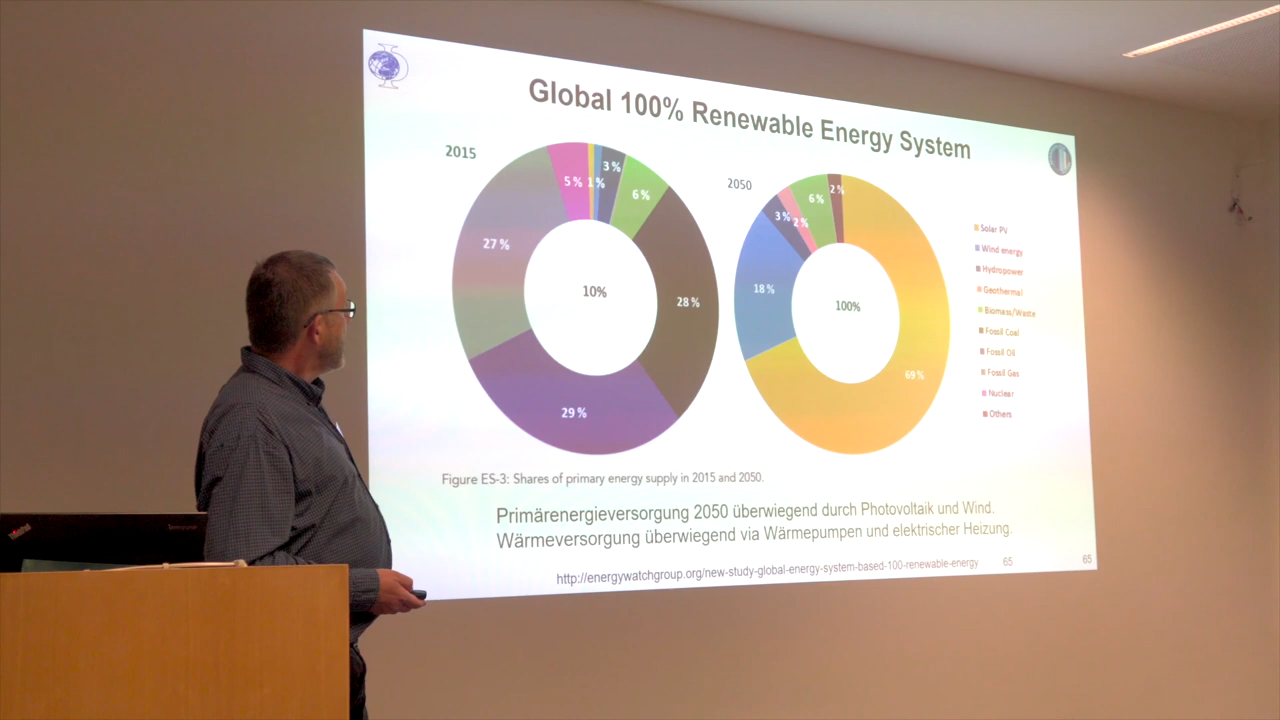 Global 100% Renewable Energy System
2015
5 %
1 %
3 %
6 %
27 %
10%
28 %
29 %
2050
3 %
2 %
6 %
2 %
18 %
100%
69 %
Solar PV
Wind energy
Hydropower
Geothermal
Biomass/Waste
Fossil Coal
Fossil Oil
Fossil Gas
Nuclear
Others
Figure ES-3: Shares of primary energy supply in 2015 and 2050.
Primärenergieversorgung 2050 überwiegend durch Photovoltaik und Wind.
Wärmeversorgung überwiegend via Wärmepumpen und elektrischer Heizung.
http://energywatchgroup.org/new-study-global-energy-system-based-100-renewable-energy
65
65
ThinkPad